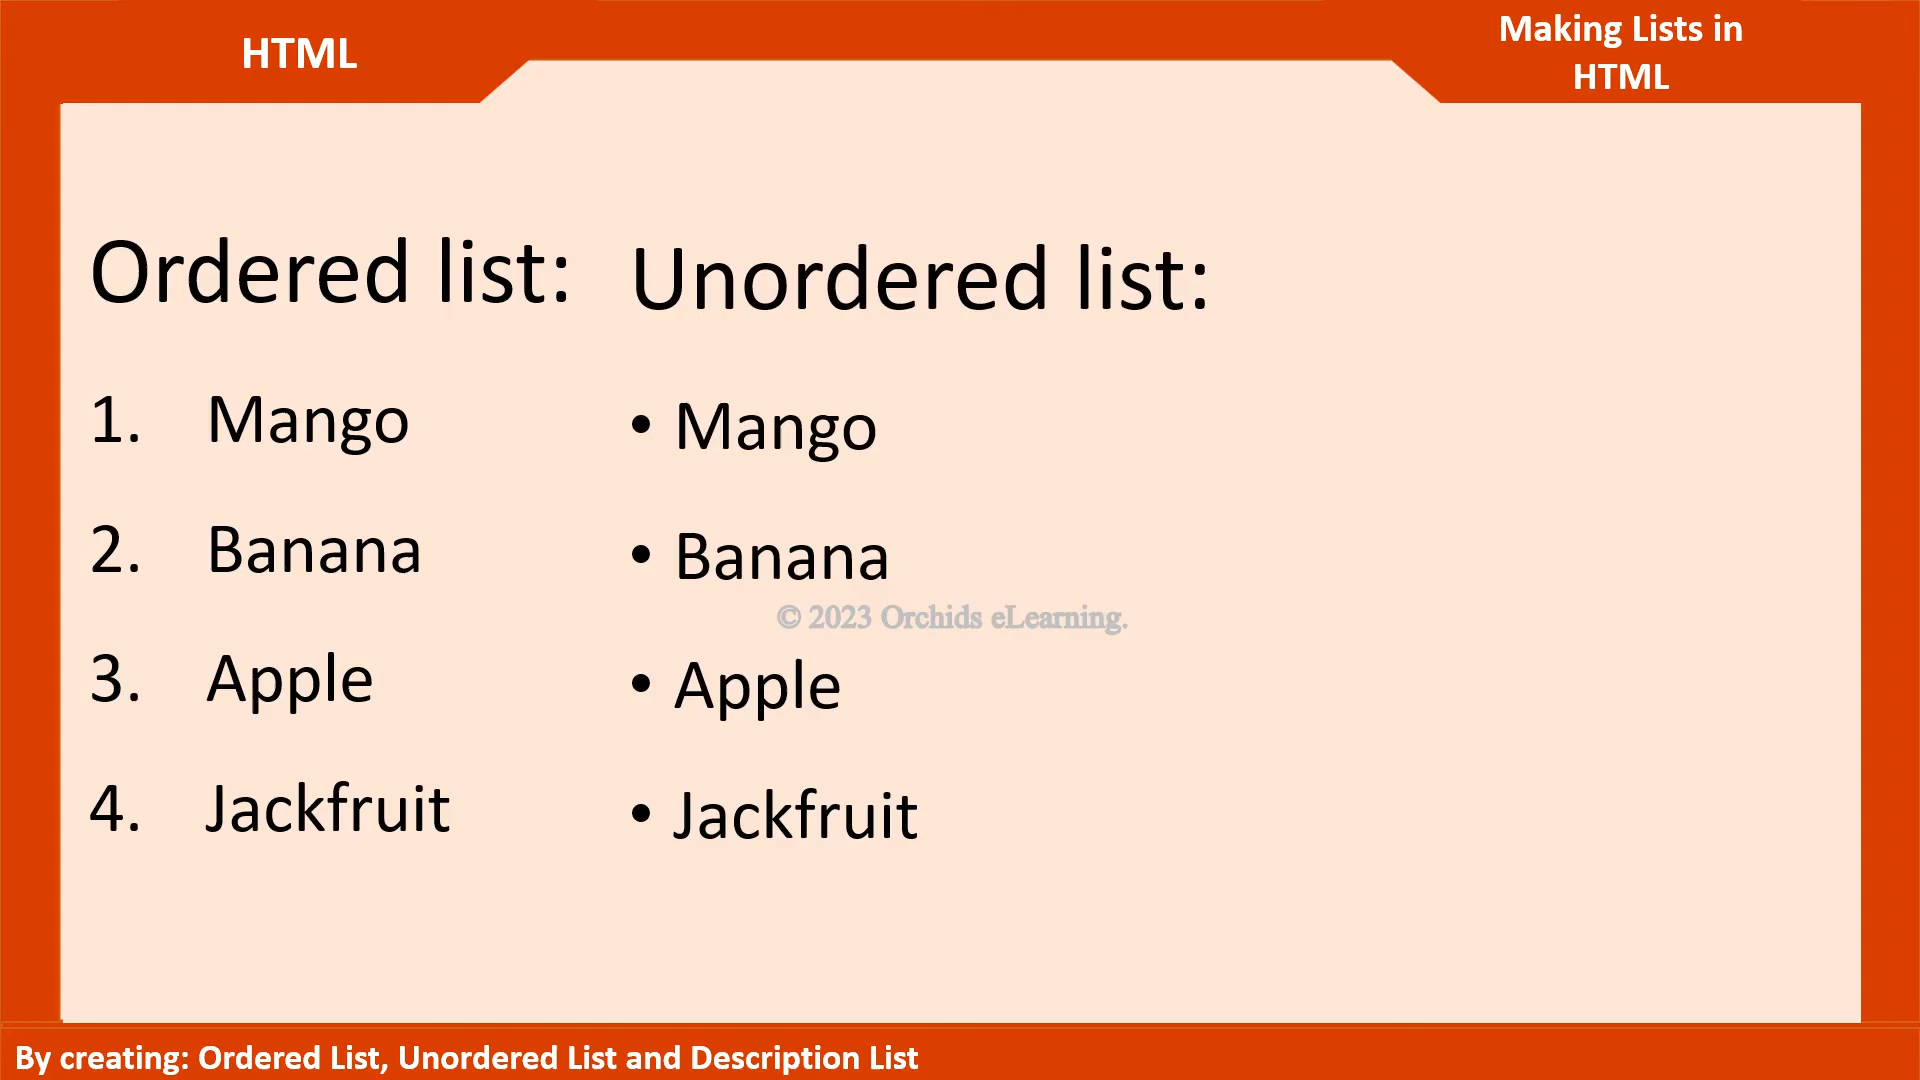 HTML
Making Lists in
HTML
Ordered list:
1. Mango
2. Banana
3. Apple
4. Jackfruit
Unordered list:
• Mango
• Banana
• Apple
• Jackfruit
© 2023 Orchids eLearning.
By creating: Ordered List, Unordered List and Description List